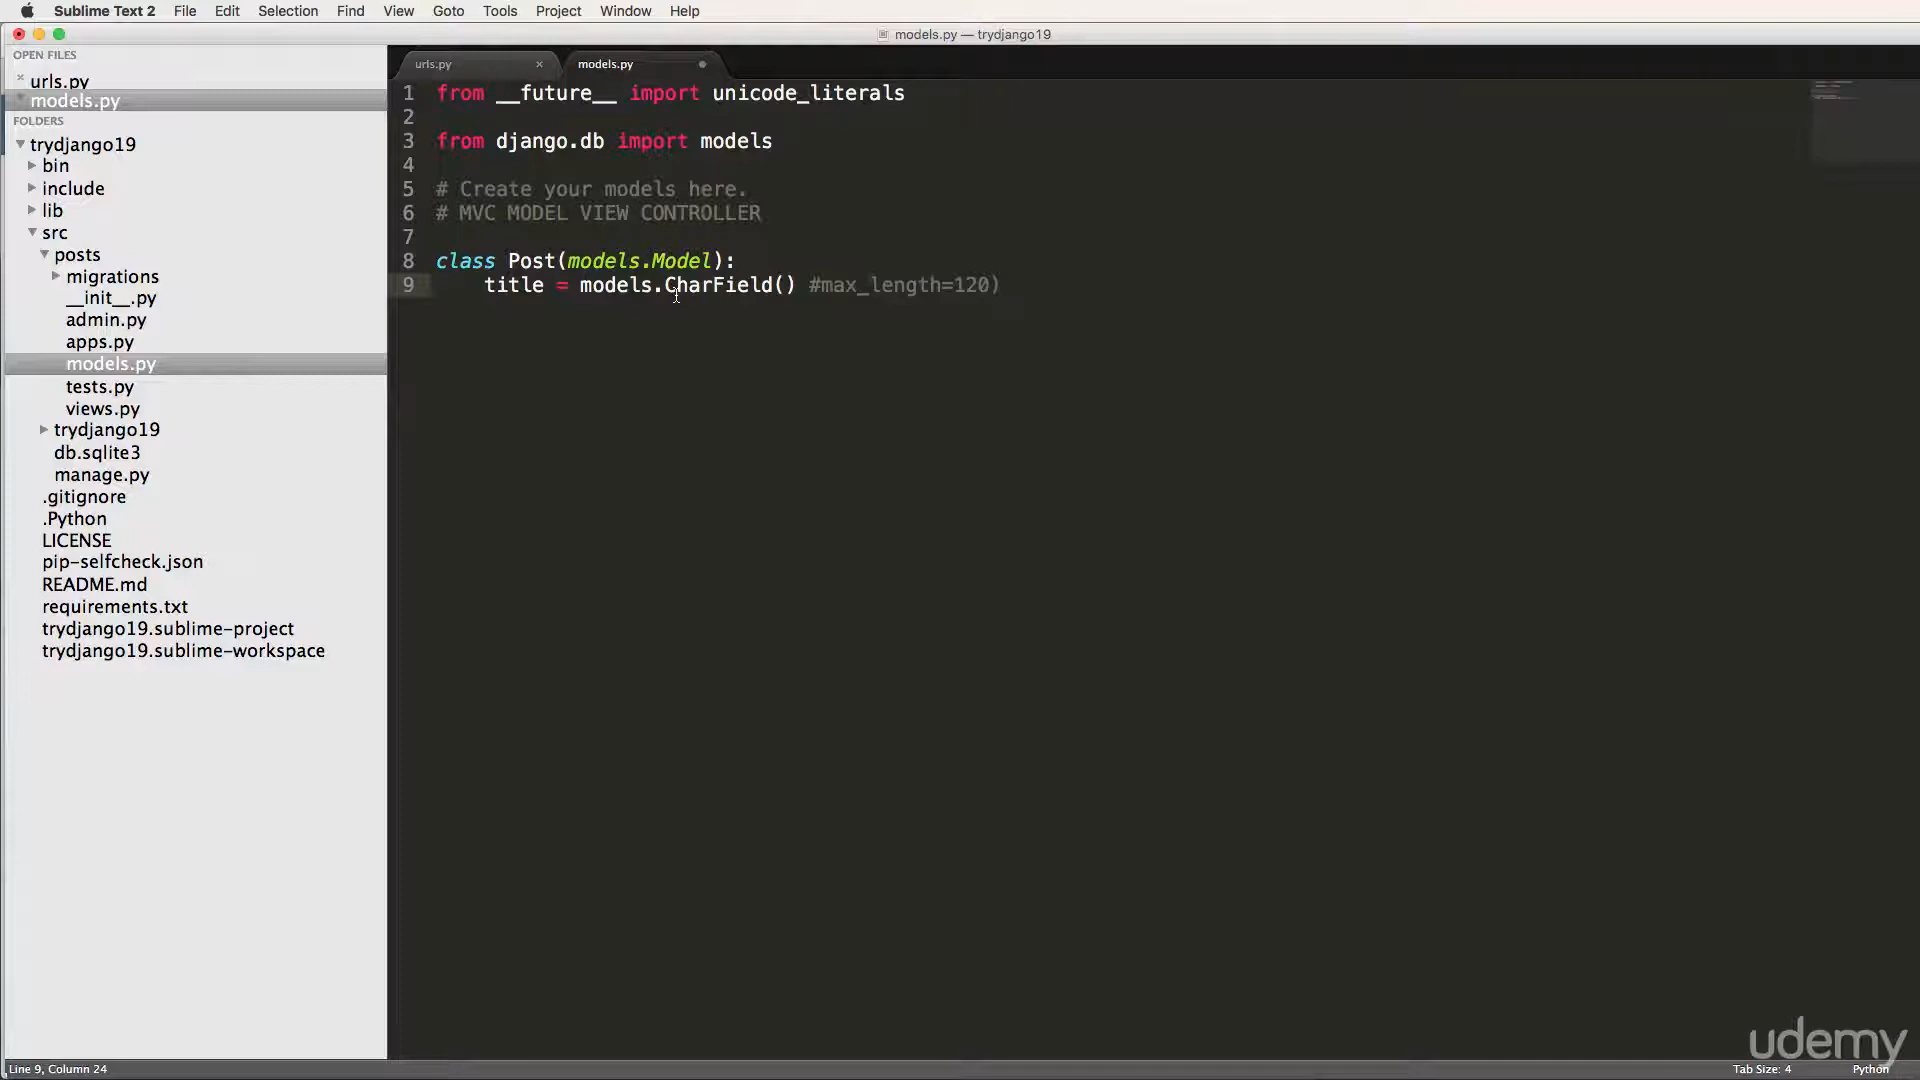 Sublime Text 2 File Edit Selection Find View Goto Tools Project Window Help
models.py — trydjango19
OPEN FILES
urls.py
models.py
FOLDERS
trydjango19
bin
include
lib
src
posts
migrations
__init__.py
admin.py
apps.py
models.py
tests.py
views.py
trydjango19
db.sqlite3
manage.py
.gitignore
.Python
LICENSE
pip-selfcheck.json
README.md
requirements.txt
trydjango19.sublime-project
trydjango19.sublime-workspace
urls.py models.py
1 from __future__ import unicode_literals
2
3 from django.db import models
4
5 # Create your models here.
6 # MVC MODEL VIEW CONTROLLER
7
8 class Post(models.Model):
9 title = models.CharField() #max_length=120)
udemy
Line 9, Column 24 Tab Size: 4 Python